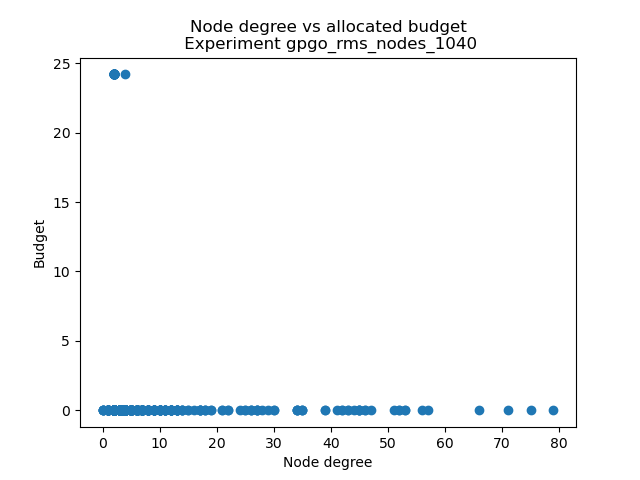 Node degree vs allocated budget
Experiment gpgo_rms_nodes_1040
25
20
15
10
5
0
Budget
0 10 20 30 40 50 60 70 80
Node degree